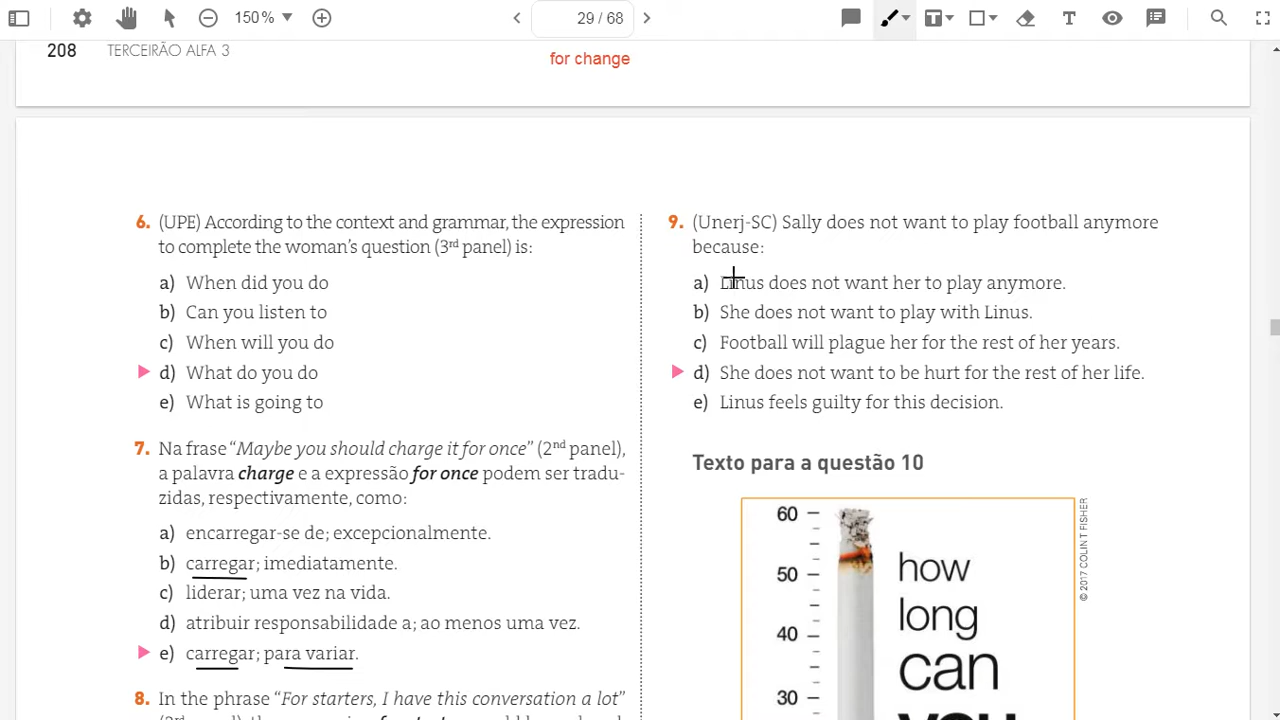 150%
29 / 68
208 TERCEIRÃO ALFA 3
for change
6. (UPE) According to the context and grammar, the expression
to complete the woman's question (3rd panel) is:
a) When did you do
b) Can you listen to
c) When will you do
d) What do you do
e) What is going to
7. Na frase "Maybe you should charge it for once" (2nd panel),
a palavra charge e a expressão for once podem ser tradu-
zidas, respectivamente, como:
a) encarregar-se de; excepcionalmente.
b) carregar; imediatamente.
c) liderar; uma vez na vida.
d) atribuir responsabilidade a; ao menos uma vez.
e) carregar; para variar.
8. In the phrase "For starters, I have this conversation a lot"
9. (Unerj-SC) Sally does not want to play football anymore
because:
a) Linus does not want her to play anymore.
b) She does not want to play with Linus.
c) Football will plague her for the rest of her years.
d) She does not want to be hurt for the rest of her life.
e) Linus feels guilty for this decision.
Texto para a questão 10
60
50
40
30
how
long
can
you
© 2017 COLINT FISHER